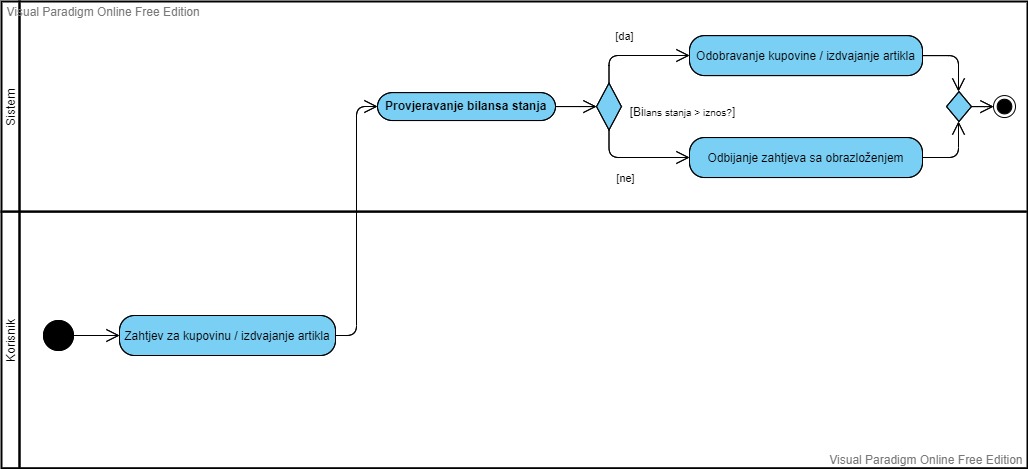 Visual Paradigm Online Free Edition
Sistem
[da]
Odobravanje kupovine / izdvajanje artikla
Provjeravanje bilansa stanja
[Bilans stanja > iznos?]
Odbijanje zahtjeva sa obrazloženjem
[ne]
Korisnik
Zahtjev za kupovinu / izdvajanje artikla
Visual Paradigm Online Free Edition